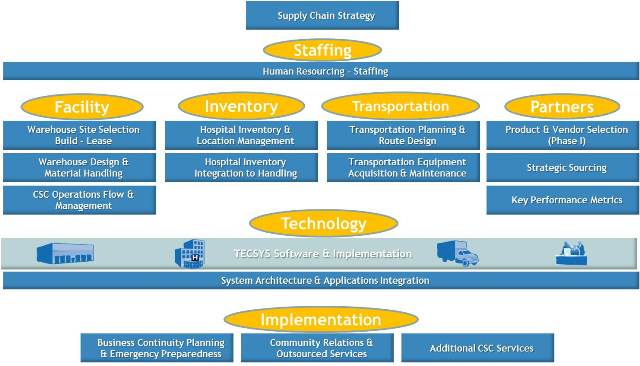 Supply Chain Strategy
Staffing
Human Resourcing - Staffing
Facility
Warehouse Site Selection
Build - Lease
Warehouse Design &
Material Handling
CSC Operations Flow &
Management
Inventory
Hospital Inventory &
Location Management
Hospital Inventory
Integration to Handling
Transportation
Transportation Planning &
Route Design
Transportation Equipment
Acquisition & Maintenance
Partners
Product & Vendor Selection
(Phase I)
Strategic Sourcing
Key Performance Metrics
Technology
TECSYS Software & Implementation
H
System Architecture & Applications Integration
Implementation
Business Continuity Planning
& Emergency Preparedness
Community Relations &
Outsourced Services
Additional CSC Services